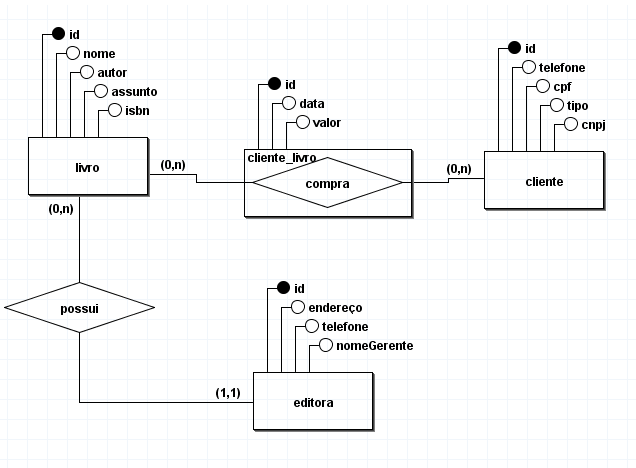 id
nome
autor
assunto
isbn
livro
(0,n)
(0,n)
id
data
valor
cliente_livro
compra
(0,n)
id
telefone
cpf
tipo
cnpj
cliente
possui
(1,1)
id
endereço
telefone
nomeGerente
editora